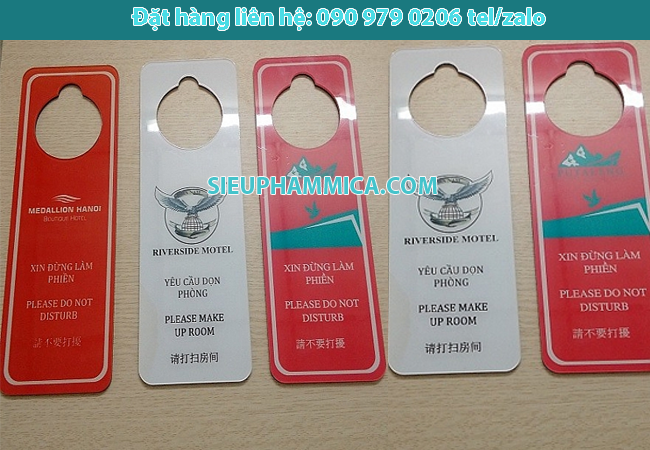 Đặt hàng liên hệ: 090 979 0206 tel/zalo
SIEUPHAMMICA.COM
MEDALLION HANOI
BOUTIQUE HOTEL
XIN ĐỪNG LÀM
PHIỀN
PLEASE DO NOT
DISTURB
請不要打擾
RIVERSIDE MOTEL
YÊU CẦU DỌN
PHÒNG
PLEASE MAKE
UP ROOM
请打扫房间
XIN ĐỪNG LÀM
PHIỀN
PLEASE DO NOT
DISTURB
請不要打擾
RIVERSIDE MOTEL
YÊU CẦU DỌN
PHÒNG
PLEASE MAKE
UP ROOM
请打扫房间
XIN ĐỪNG LÀM
PHIỀN
PLEASE DO NOT
DISTURB
請不要打擾